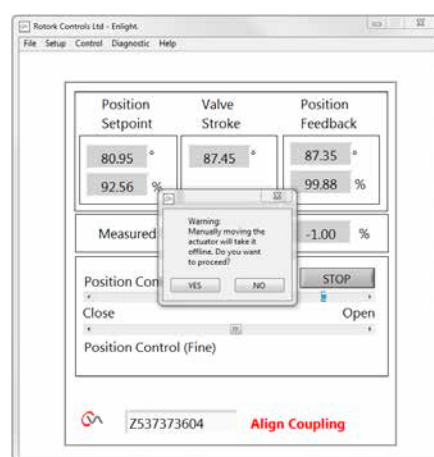 Rotork Controls Ltd - Enlight.
File Setup Control Diagnostic Help
Position Setpoint
Valve Stroke
Position Feedback
80.95 °
87.45 °
87.35 °
92.56 %
99.88 %
Measured
-1.00 %
Warning:
Manually moving the
actuator will take it
offline. Do you want
to proceed?
YES NO
Position Con
STOP
Close Open
Position Control (Fine)
Z537373604 Align Coupling